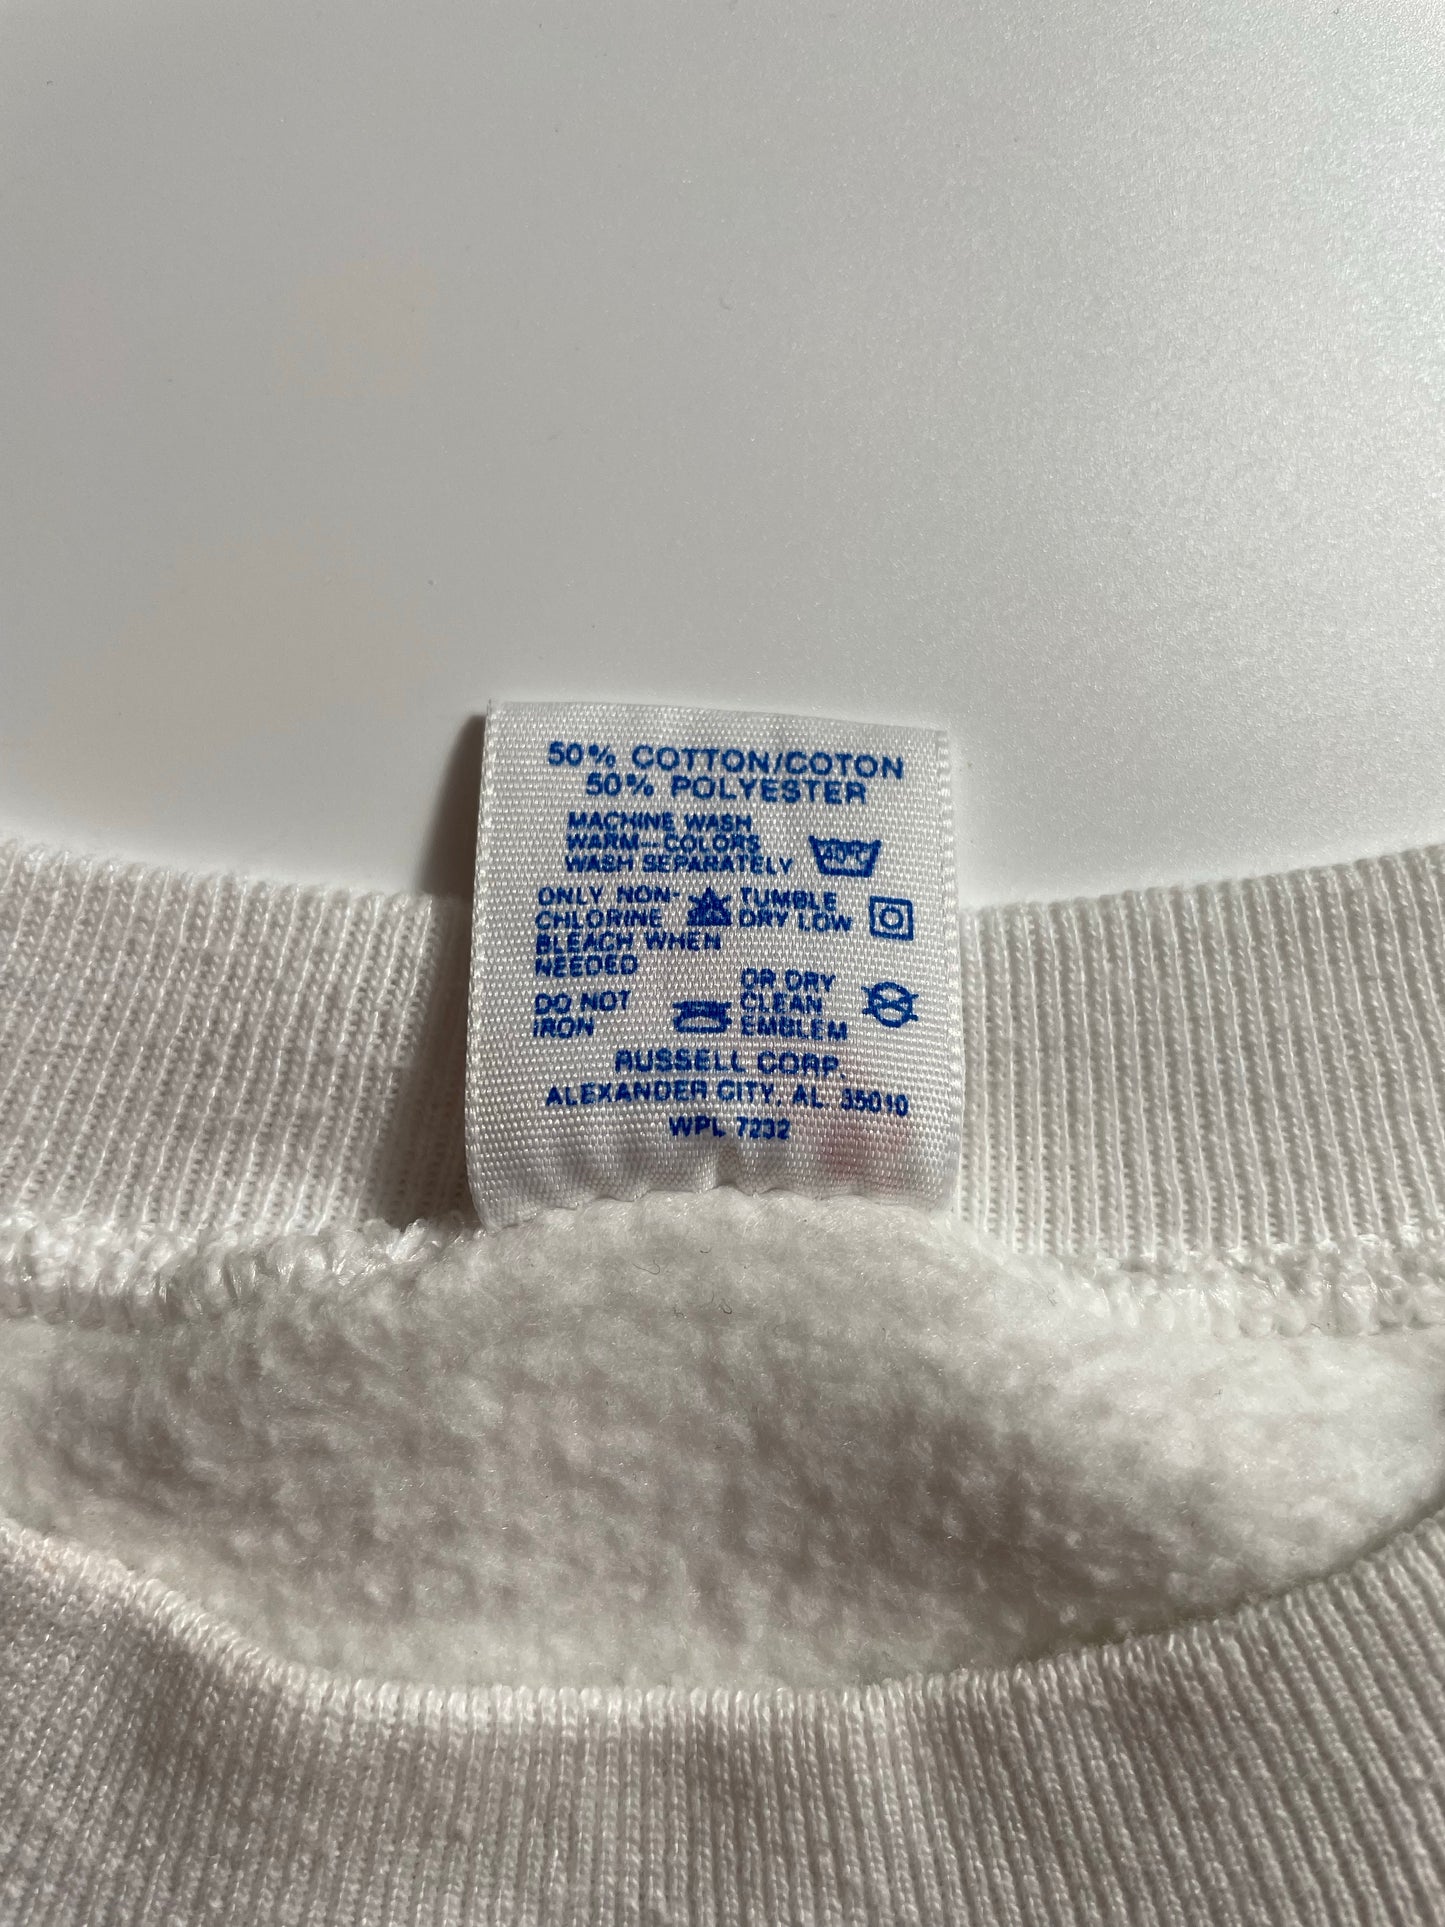 50% COTTON/COTON
50% POLYESTER
MACHINE WASH
WARM—COLORS
WASH SEPARATELY
ONLY NON-
CHLORINE
BLEACH WHEN
NEEDED
TUMBLE
DRY LOW
DO NOT
IRON
OR DRY
CLEAN
EMBLEM
RUSSELL CORP.
ALEXANDER CITY, AL 35010
WPL 7232